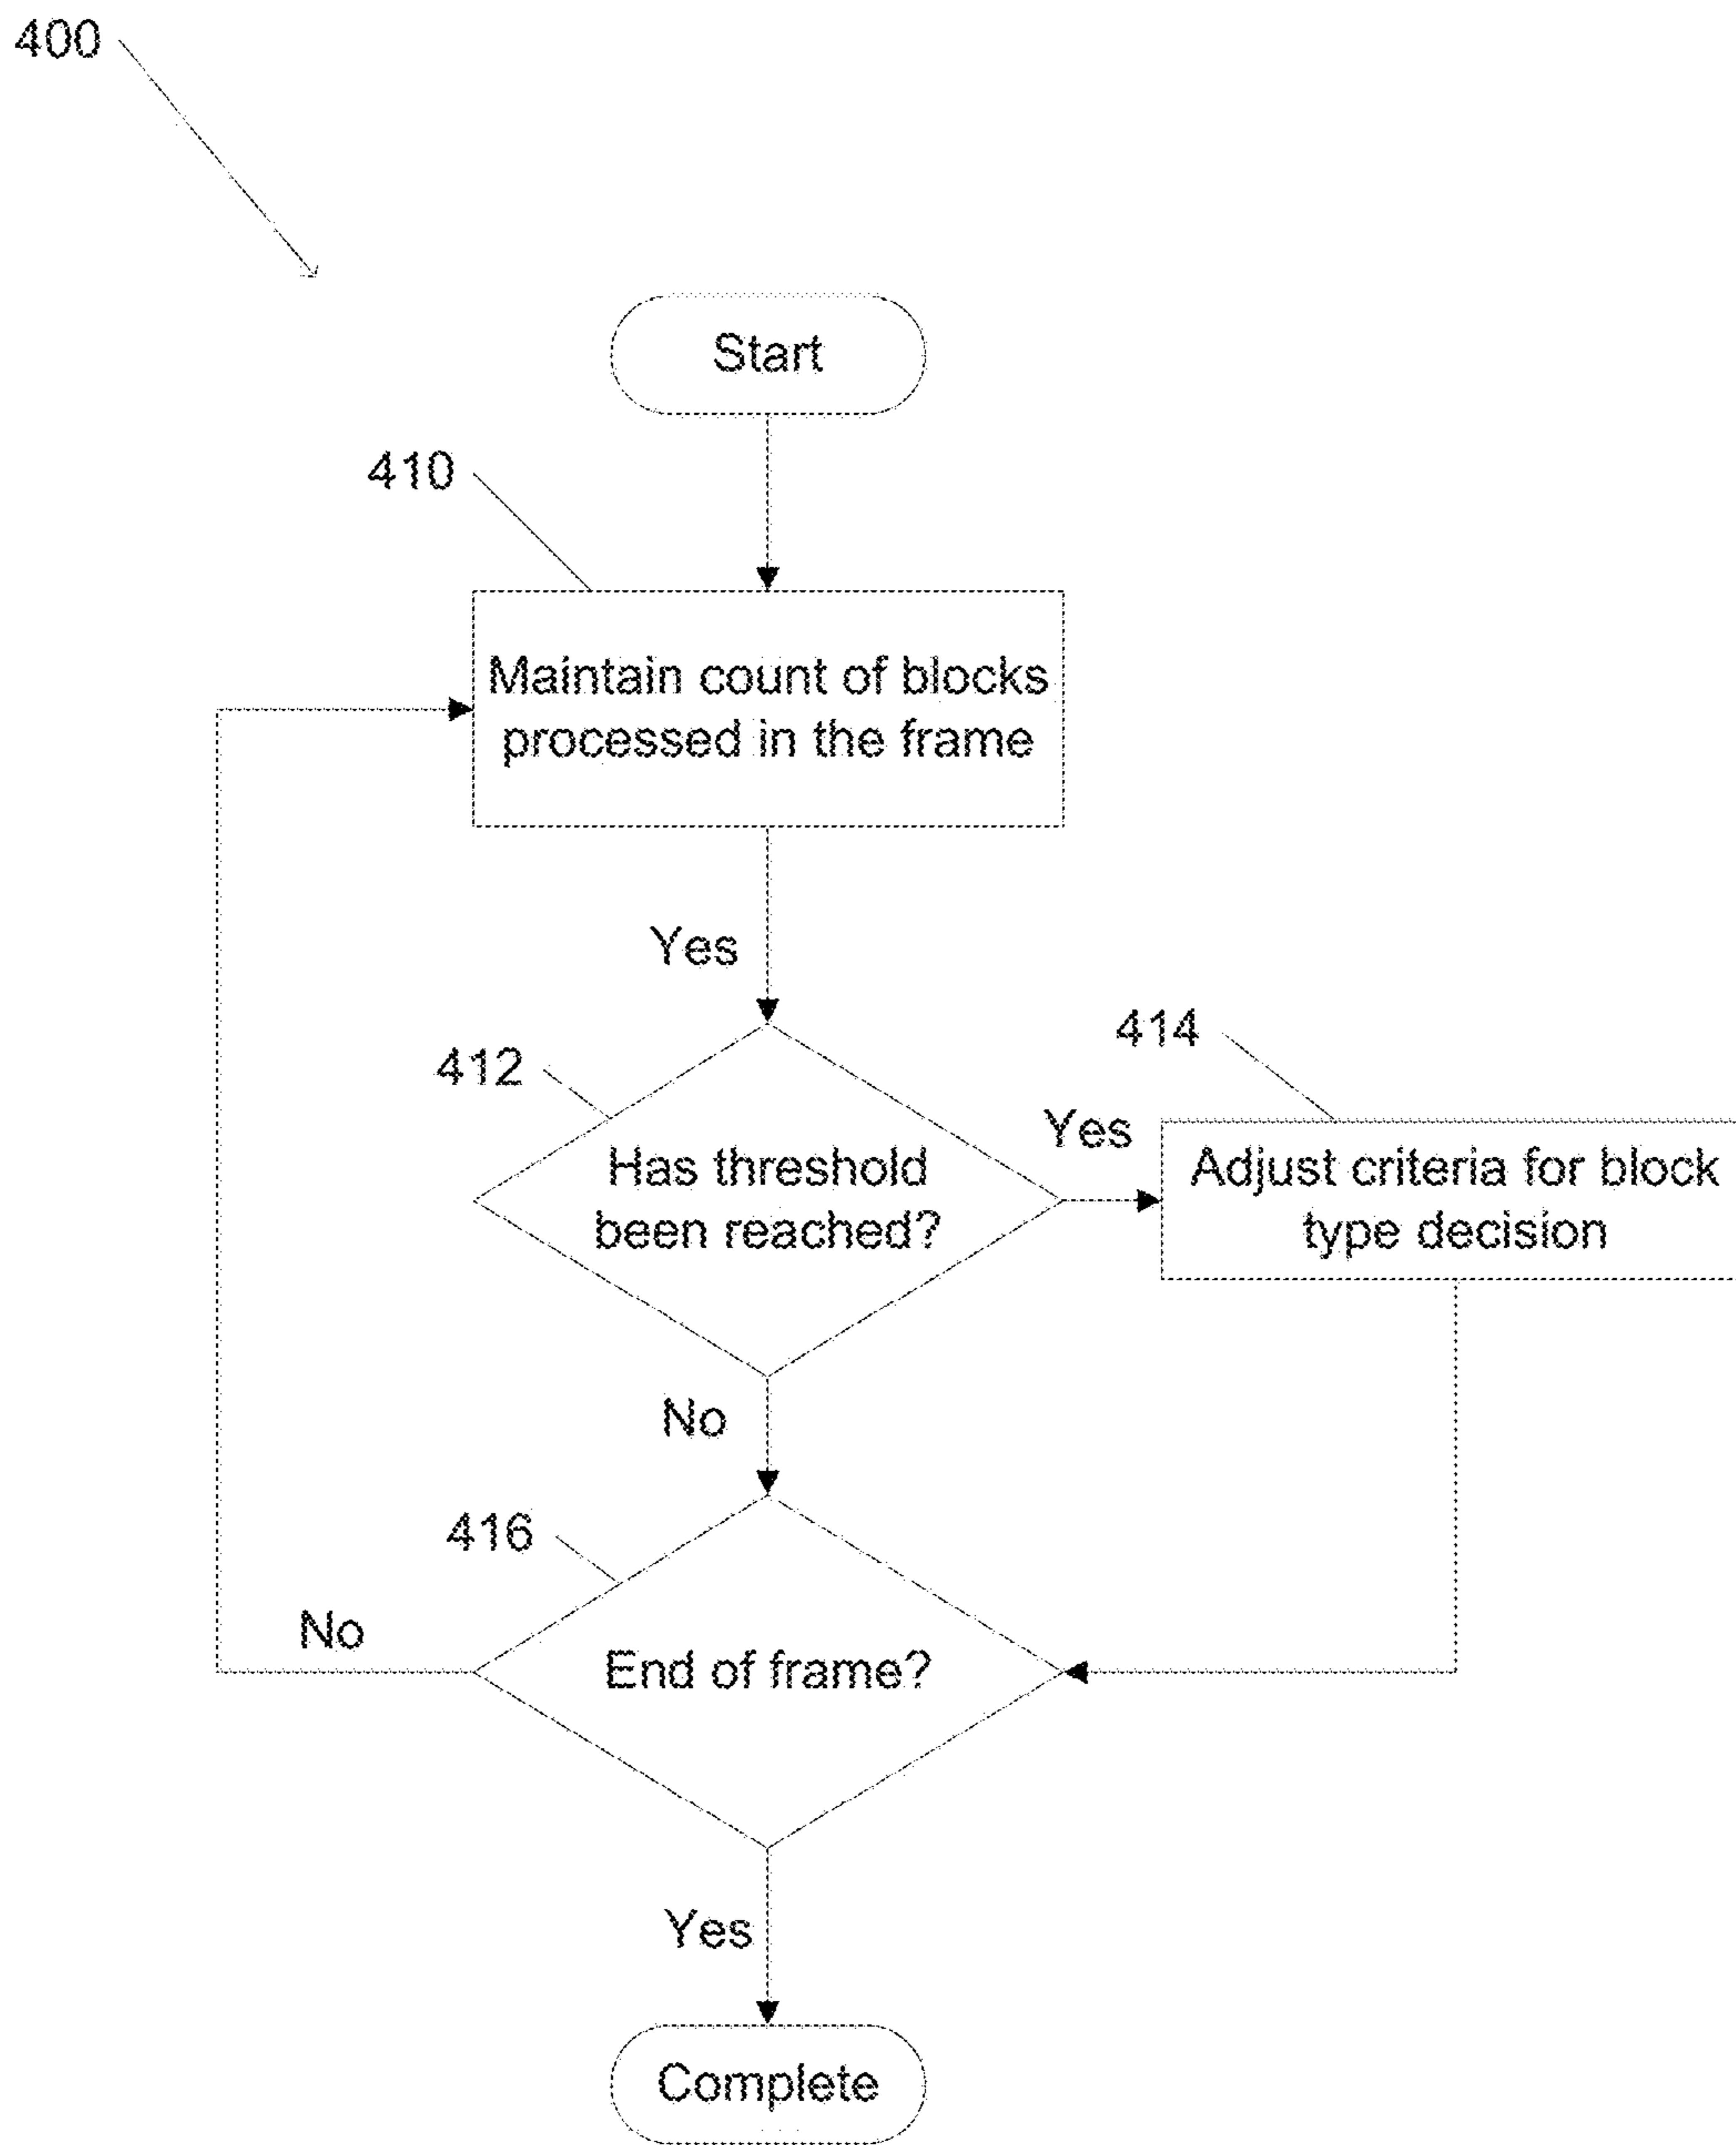 400
Start
410
Maintain count of blocks
processed in the frame
Yes
412
414
Yes
Has threshold
been reached?
Adjust criteria for block
type decision
No
416
No
End of frame?
Yes
Complete